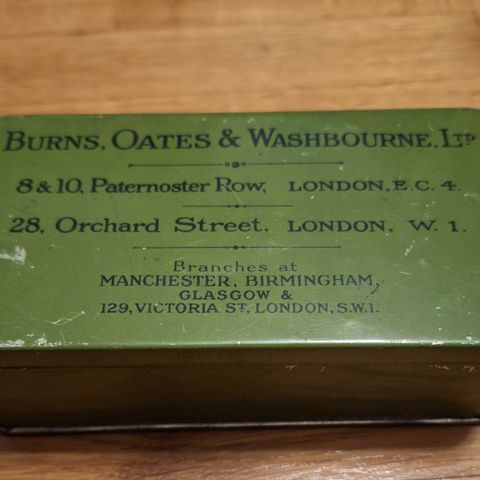 BURNS, OATES & WASHBOURNE, LTD
8 & 10, Paternoster Row, LONDON, E.C. 4.
28, Orchard Street, LONDON, W. 1.
Branches at
MANCHESTER, BIRMINGHAM,
GLASGOW &
129, VICTORIA ST, LONDON, S.W.1.